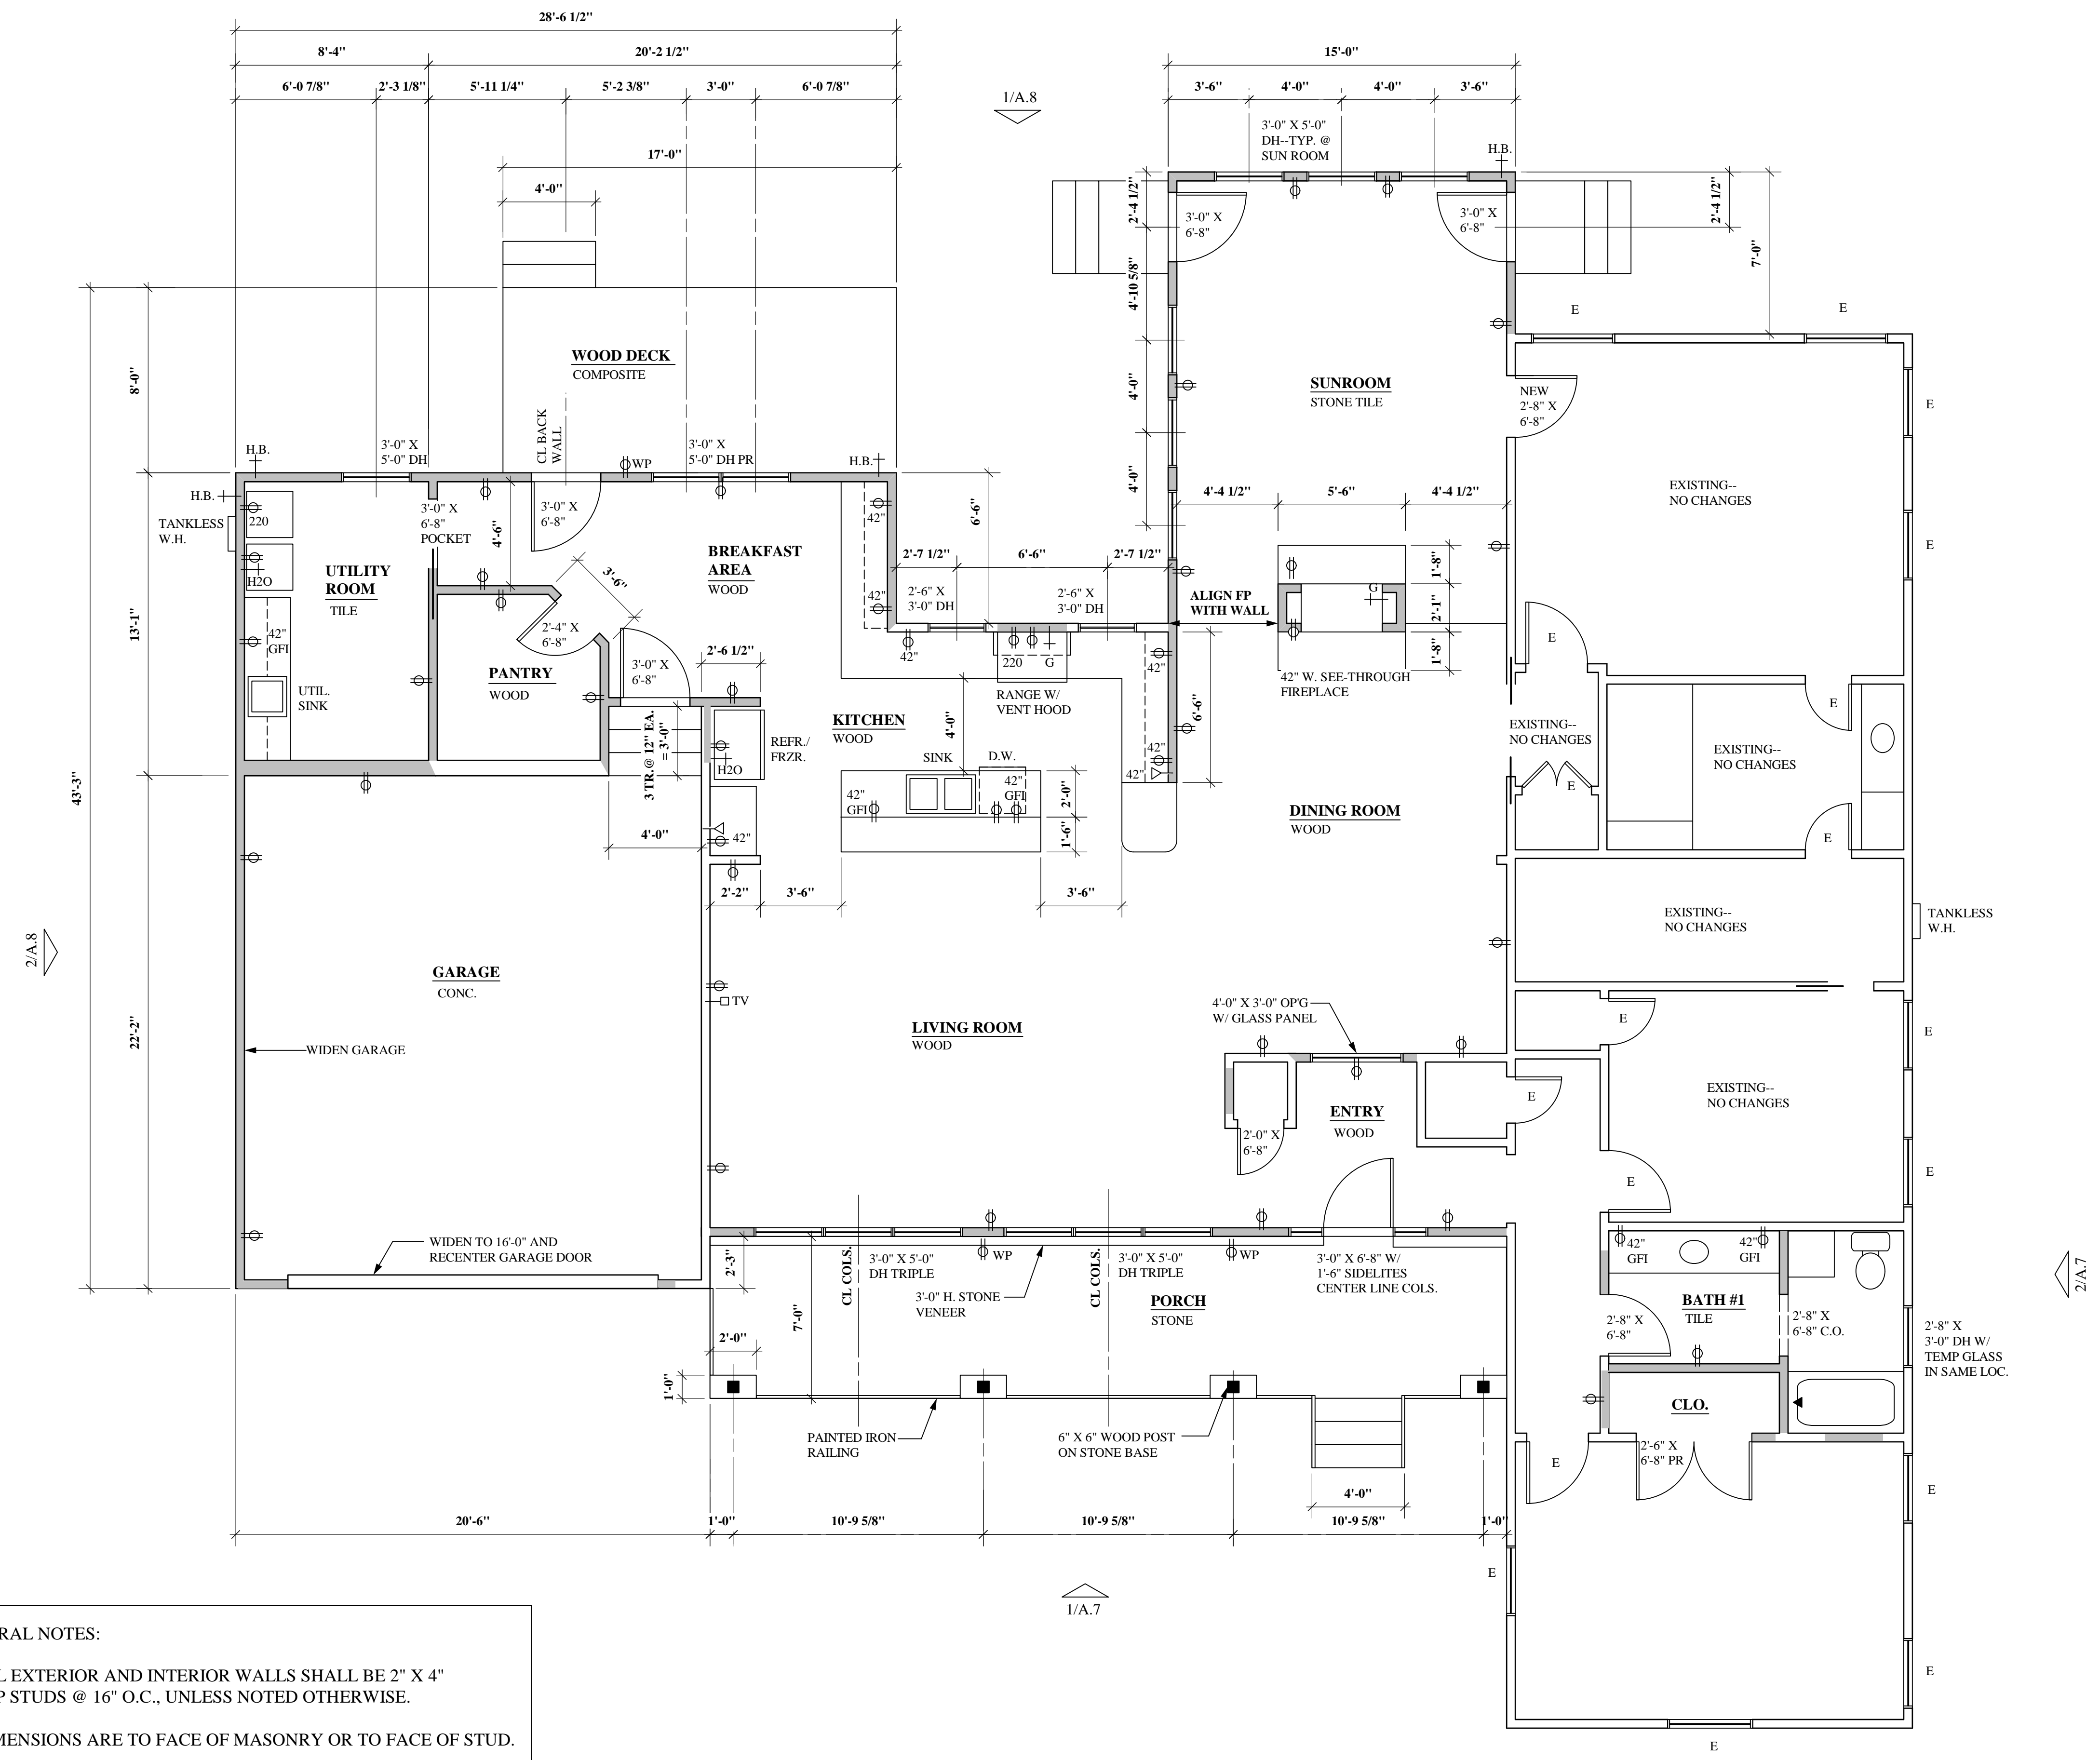 28'-6 1/2"
8'-4"
20'-2 1/2"
6'-0 7/8"
2'-3 1/8"
5'-11 1/4"
5'-2 3/8"
3'-0"
6'-0 7/8"
17'-0"
4'-0"
1/A.8
15'-0"
3'-6"
4'-0"
4'-0"
3'-6"
3'-0" X 5'-0"
DH--TYP. @
SUN ROOM
H.B.
2'-4 1/2"
3'-0" X
6'-8"
3'-0" X
6'-8"
2'-4 1/2"
7'-0"
4'-10 5/8"
4'-0"
4'-0"
E
E
WOOD DECK
COMPOSITE
8'-0"
43'-3"
13'-1"
22'-2"
CL BACK
WALL
H.B.
3'-0" X
5'-0" DH
WP
3'-0" X
5'-0" DH PR
H.B.
SUNROOM
STONE TILE
NEW
2'-8" X
6'-8"
E
E
EXISTING--
NO CHANGES
H.B.
TANKLESS
W.H.
220
H2O
UTILITY
ROOM
TILE
3'-0" X
6'-8"
POCKET
4'-6"
3'-0" X
6'-8"
BREAKFAST
AREA
WOOD
3'-6"
42"
42"
6'-6"
2'-7 1/2"
6'-6"
2'-7 1/2"
2'-6" X
3'-0" DH
2'-6" X
3'-0" DH
4'-4 1/2"
5'-6"
4'-4 1/2"
ALIGN FP
WITH WALL
G
1'-8"
2'-1"
1'-8"
42" W. SEE-THROUGH
FIREPLACE
42"
GFI
UTIL.
SINK
PANTRY
WOOD
2'-4" X
6'-8"
3'-0" X
6'-8"
2'-6 1/2"
42"
220
G
RANGE W/
VENT HOOD
42"
42"
42"
6'-6"
KITCHEN
WOOD
4'-0"
3 TR.@ 12" EA.
= 3'-0"
REFR./
FRZR.
H2O
SINK
D.W.
42"
GFI
42"
GFI
2'-0"
1'-6"
4'-0"
42"
2'-2"
3'-6"
3'-6"
DINING ROOM
WOOD
E
EXISTING--
NO CHANGES
E
E
EXISTING--
NO CHANGES
E
EXISTING--
NO CHANGES
TANKLESS
W.H.
2/A.8
GARAGE
CONC.
TV
WIDEN GARAGE
LIVING ROOM
WOOD
4'-0" X 3'-0" OP'G
W/ GLASS PANEL
E
E
E
EXISTING--
NO CHANGES
ENTRY
WOOD
2'-0" X
6'-8"
E
E
WIDEN TO 16'-0" AND
RECENTER GARAGE DOOR
2'-3"
7'-0"
2'-0"
1'-0"
CL COLS.
3'-0" X 5'-0"
DH TRIPLE
WP
CL COLS.
3'-0" X 5'-0"
DH TRIPLE
WP
3'-0" X 6'-8" W/
1'-6" SIDELITES
CENTER LINE COLS.
3'-0" H. STONE
VENEER
PORCH
STONE
42"
GFI
42"
GFI
BATH #1
TILE
2'-8" X
6'-8"
2'-8" X
6'-8" C.O.
2'-8" X
3'-0" DH W/
TEMP GLASS
IN SAME LOC.
2/A.7
CLO.
PAINTED IRON
RAILING
6" X 6" WOOD POST
ON STONE BASE
2'-6" X
6'-8" PR
E
E
4'-0"
20'-6"
1'-0"
10'-9 5/8"
10'-9 5/8"
10'-9 5/8"
1'-0"
E
1/A.7
E
E
RAL NOTES:
L EXTERIOR AND INTERIOR WALLS SHALL BE 2" X 4"
P STUDS @ 16" O.C., UNLESS NOTED OTHERWISE.
MENSIONS ARE TO FACE OF MASONRY OR TO FACE OF STUD.